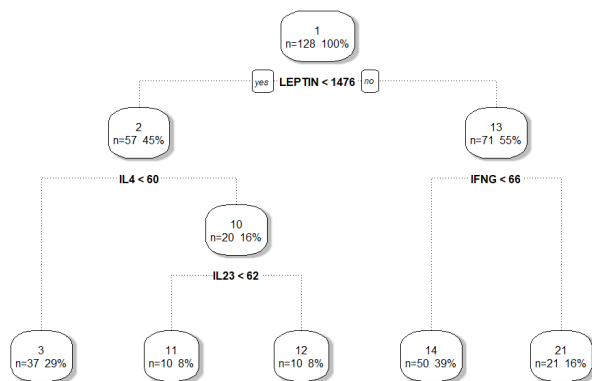 1
n=128 100%
yes LEPTIN < 1476 no
2
n=57 45%
13
n=71 55%
IL4 < 60
IFNG < 66
10
n=20 16%
IL23 < 62
3
n=37 29%
11
n=10 8%
12
n=10 8%
14
n=50 39%
21
n=21 16%